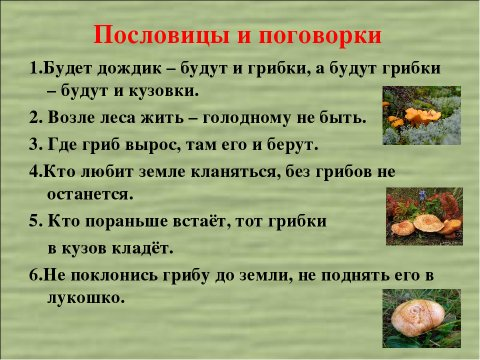 Пословицы и поговорки
1.Будет дождик – будут и грибки, а будут грибки
– будут и кузовки.
2. Возле леса жить – голодному не быть.
3. Где гриб вырос, там его и берут.
4.Кто любит земле кланяться, без грибов не
останется.
5. Кто пораньше встаёт, тот грибки
в кузов кладёт.
6.Не поклонись грибу до земли, не поднять его в
лукошко.